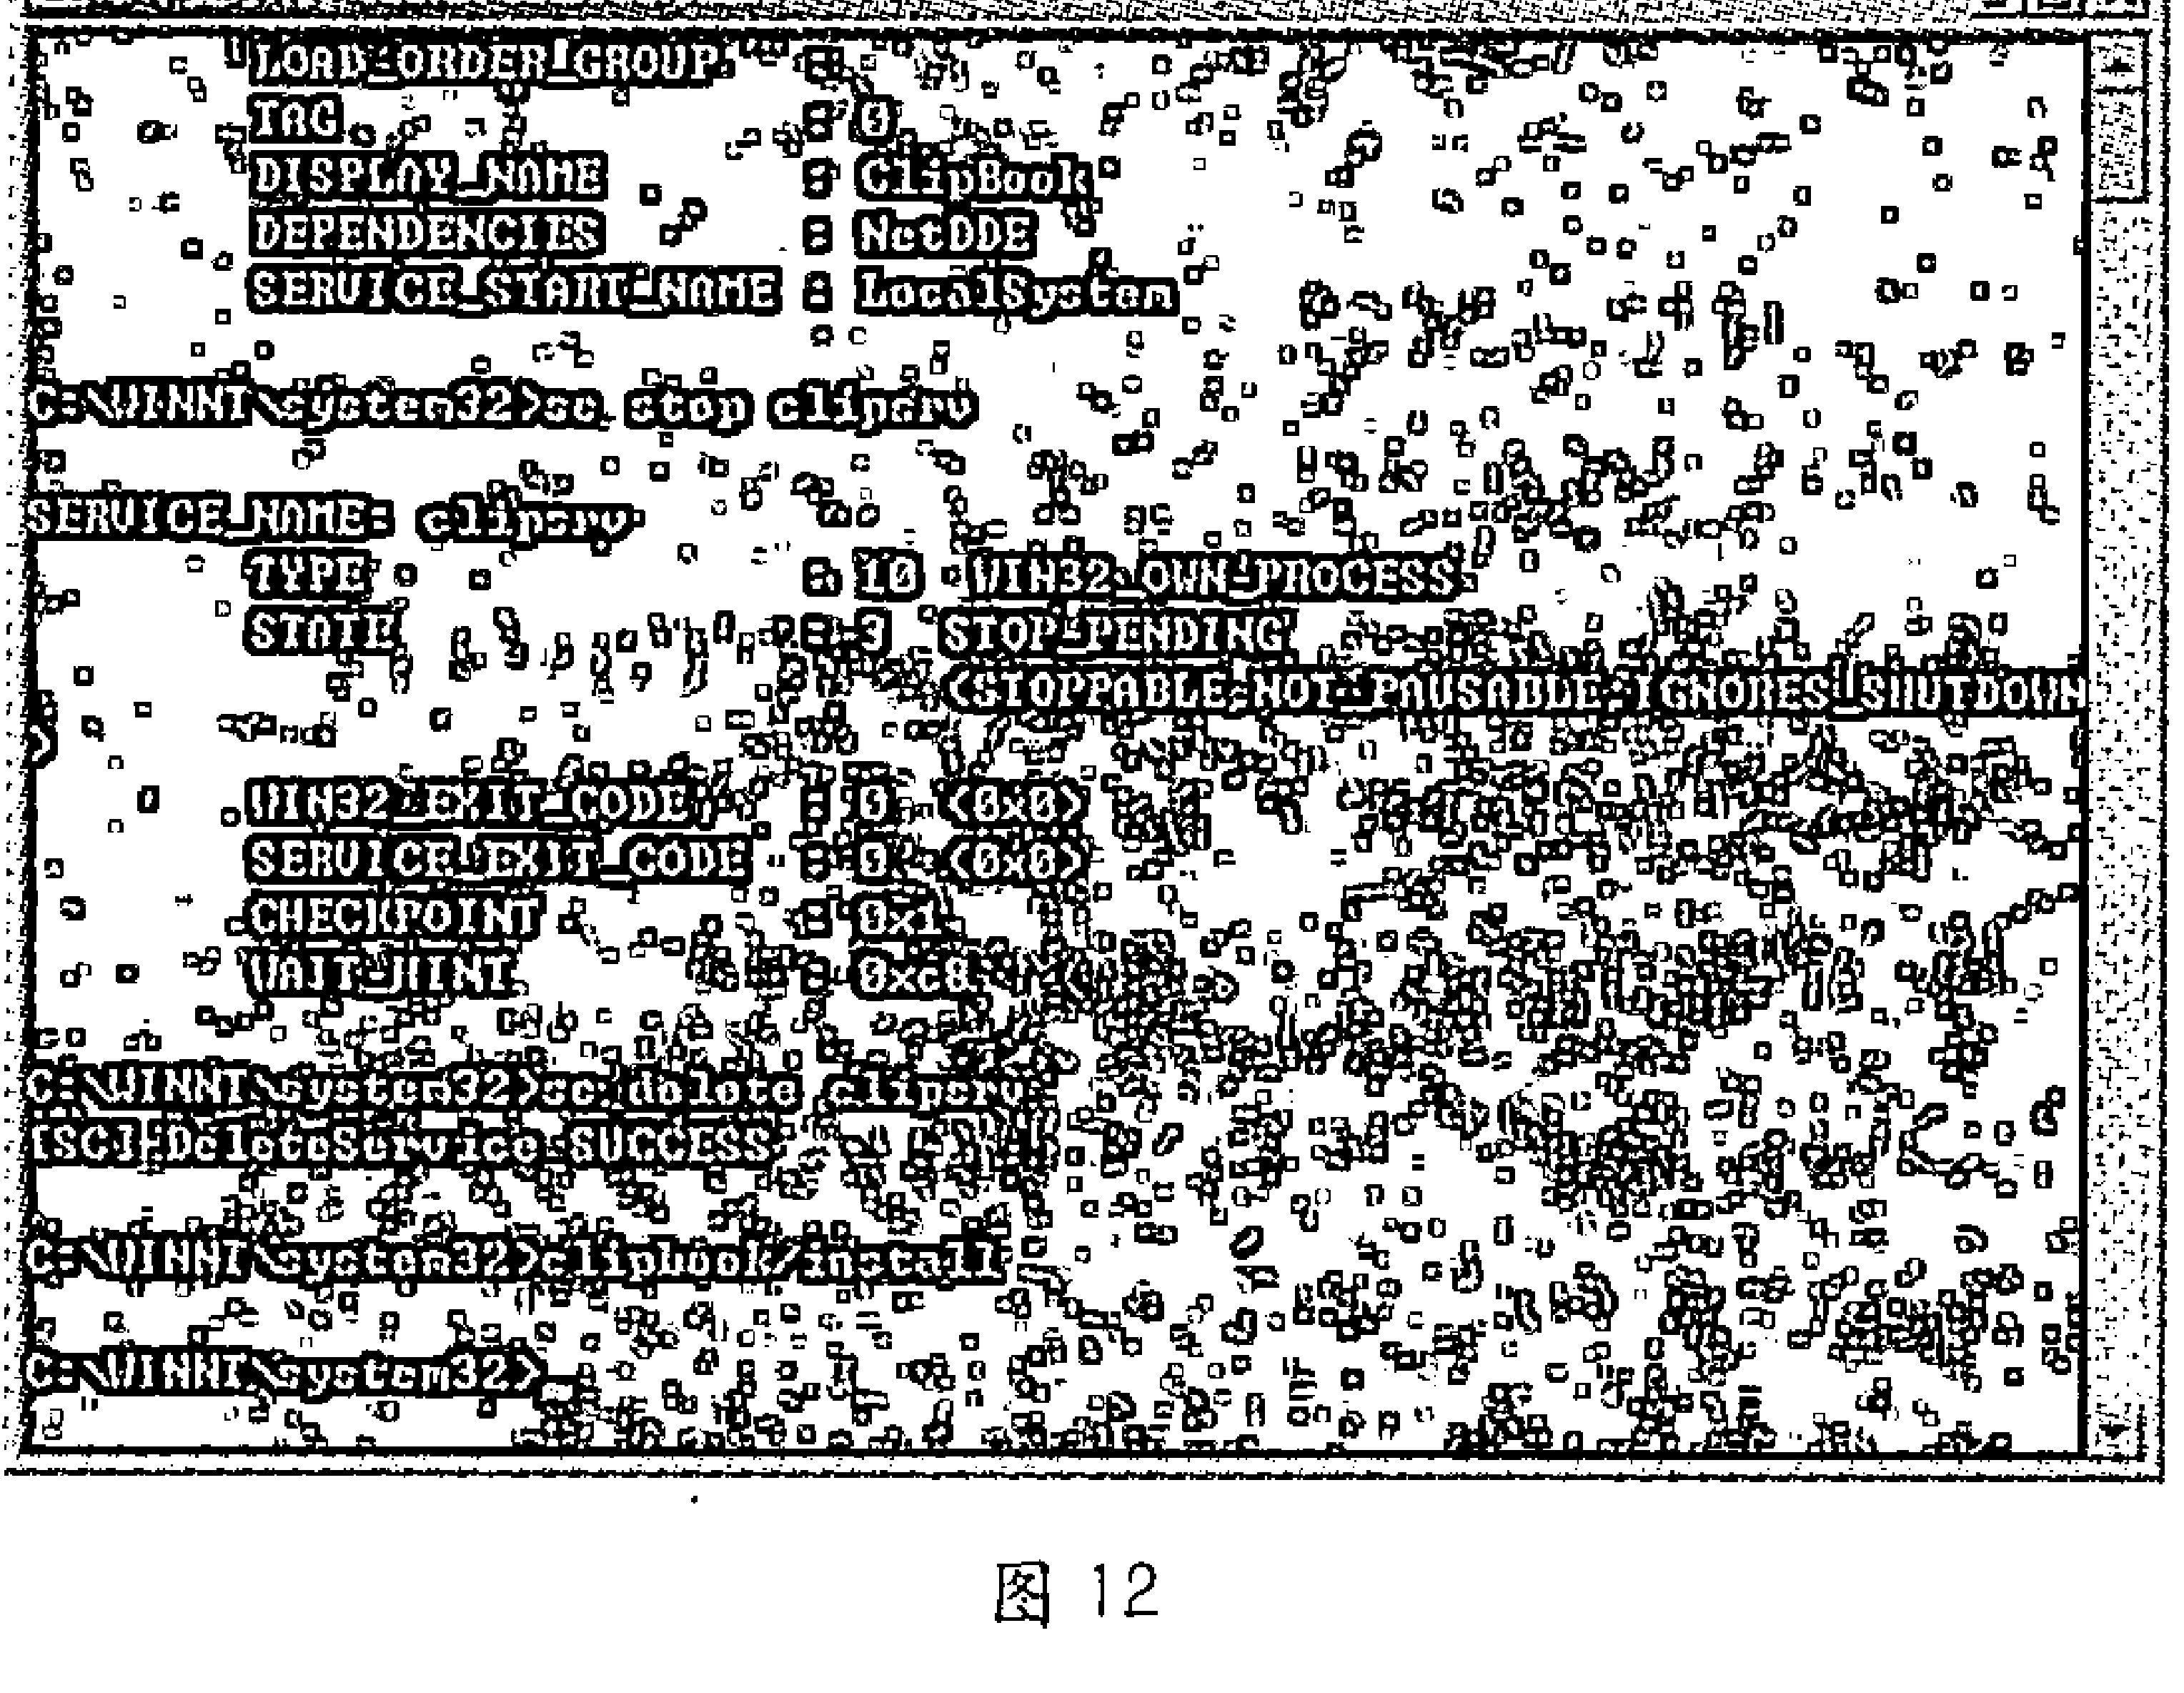 LOAD_ORDER_GROUP :
TAG : 0
DISPLAY_NAME : ClipBook
DEPENDENCIES : NetDDE
SERVICE_START_NAME : LocalSystem
C:\WINNT\system32>sc stop clipsrv
SERVICE_NAME: clipsrv
TYPE : 10 WIN32_OWN_PROCESS
STATE : 3 STOP_PENDING
(STOPPABLE,NOT_PAUSABLE,IGNORES_SHUTDOWN
)
WIN32_EXIT_CODE : 0 (0x0)
SERVICE_EXIT_CODE : 0 (0x0)
CHECKPOINT : 0x1
WAIT_HINT :
C:\WINNT\system32>sc delete clipsrv
[SC] DeleteService SUCCESS
C:\WINNT\system32>clipbook/install
C:\WINNT\system32>_
图 12